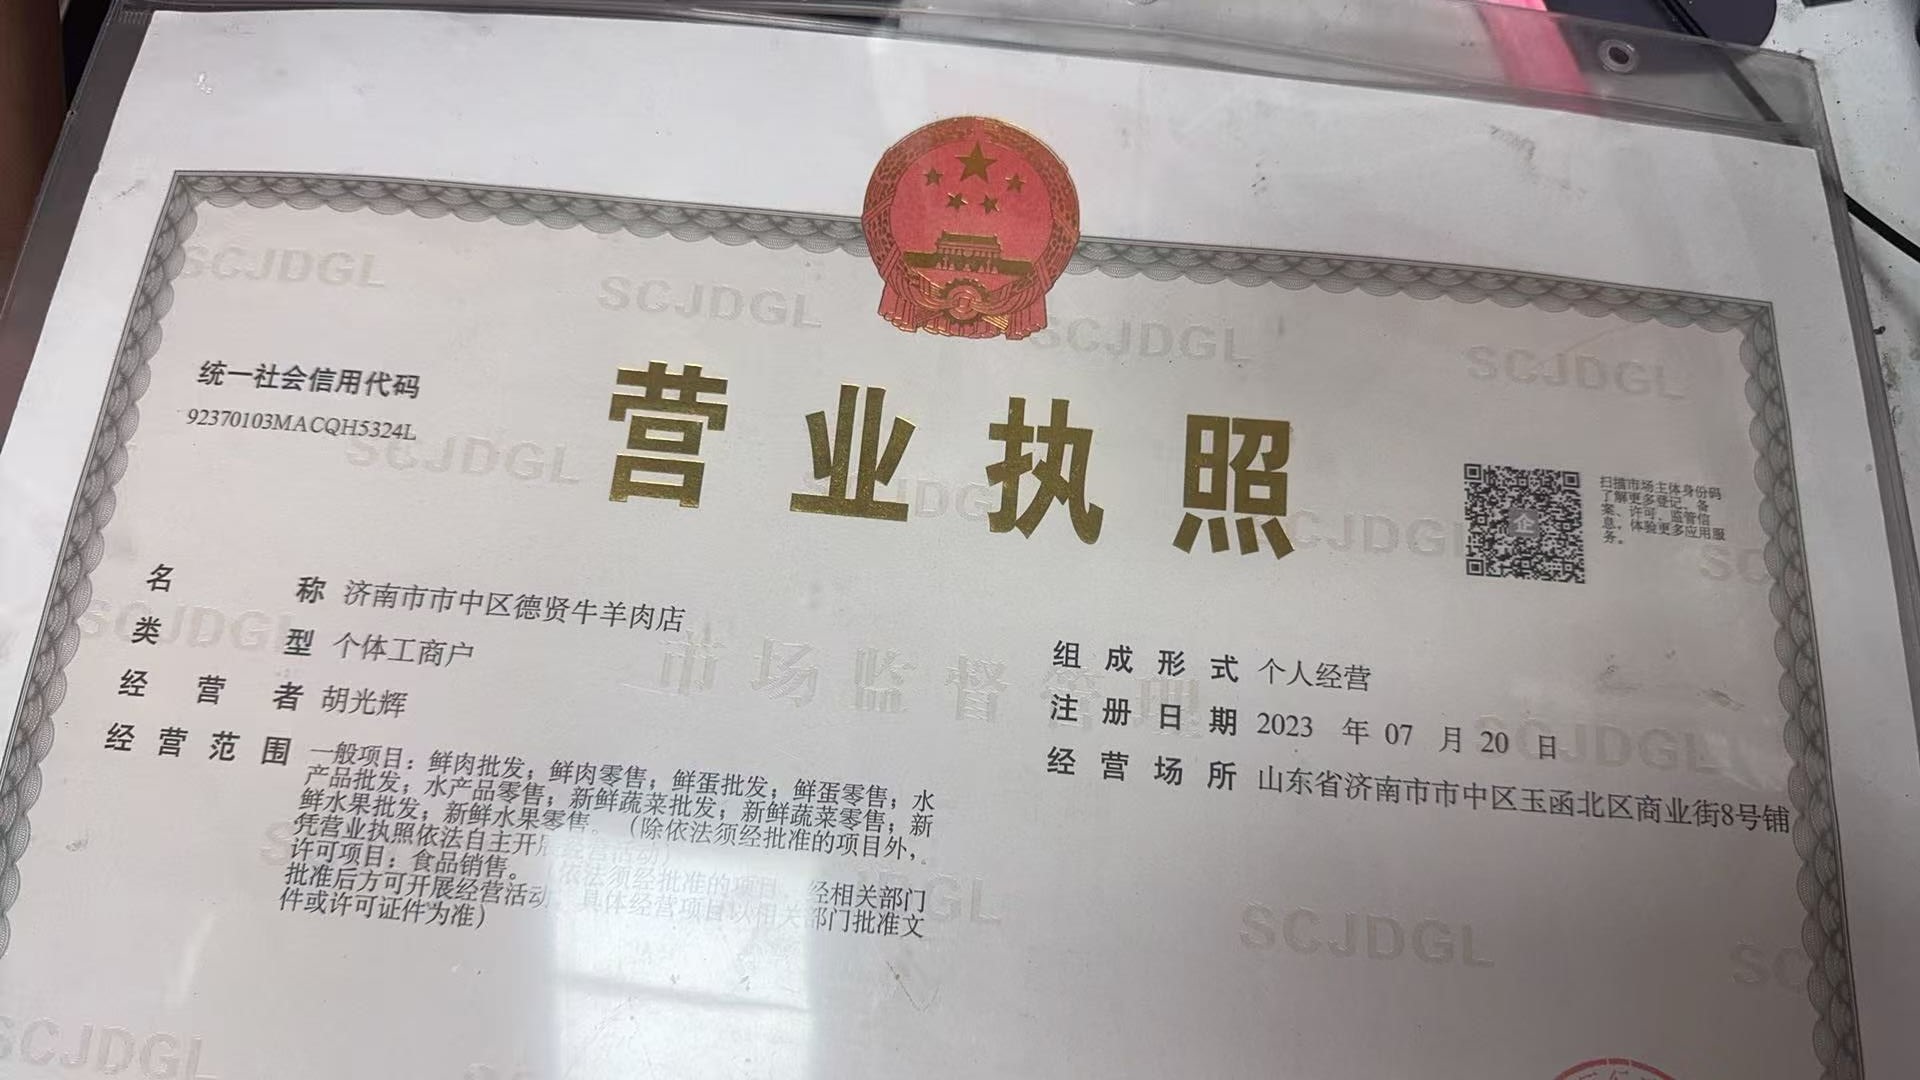 统一社会信用代码
92370103MACQH5324L
营业执照
扫描市场主体身份码
了解更多登记、备
案、许可、监管信
息，体验更多应用服
务。
企
名称 济南市市中区德贤牛羊肉店
类型 个体工商户
经营者 胡光辉
经营范围 一般项目：鲜肉批发；鲜肉零售；鲜蛋批发；鲜蛋零售；水
产品批发；水产品零售；新鲜蔬菜批发；新鲜蔬菜零售；新
鲜水果批发；新鲜水果零售。（除依法须经批准的项目外，
凭营业执照依法自主开展经营活动）
许可项目：食品销售。（依法须经批准的项目，经相关部门
批准后方可开展经营活动，具体经营项目以相关部门批准文
件或许可证件为准）
组成形式 个人经营
注册日期 2023 年 07 月 20 日
经营场所 山东省济南市市中区玉函北区商业街8号铺
市场监督管理
SCJDGL
SCJDGL
SCJDGL
SCJDGL
SCJDGL
SCJDGL
SCJDGL
SCJDGL
SCJDGL
SCJDGL